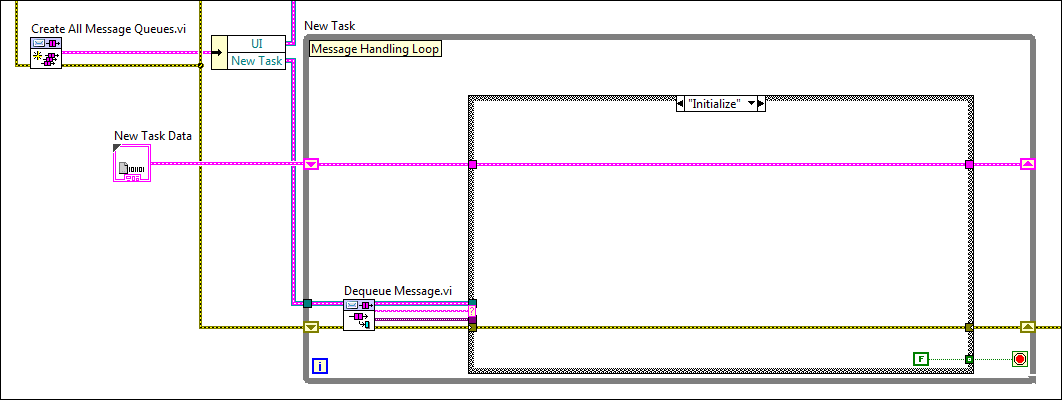 New Task
Create All Message Queues.vi
UI
New Task
Message Handling Loop
"Initialize"
New Task Data
Dequeue Message.vi
?
i
F